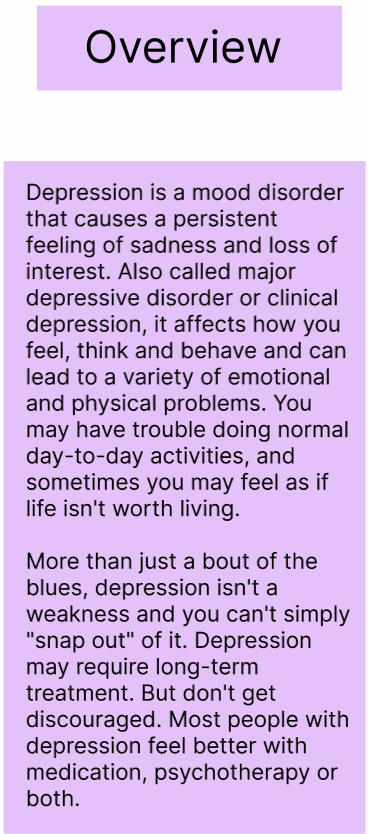 Overview
Depression is a mood disorder
that causes a persistent
feeling of sadness and loss of
interest. Also called major
depressive disorder or clinical
depression, it affects how you
feel, think and behave and can
lead to a variety of emotional
and physical problems. You
may have trouble doing normal
day-to-day activities, and
sometimes you may feel as if
life isn't worth living.
More than just a bout of the
blues, depression isn't a
weakness and you can't simply
"snap out" of it. Depression
may require long-term
treatment. But don't get
discouraged. Most people with
depression feel better with
medication, psychotherapy or
both.